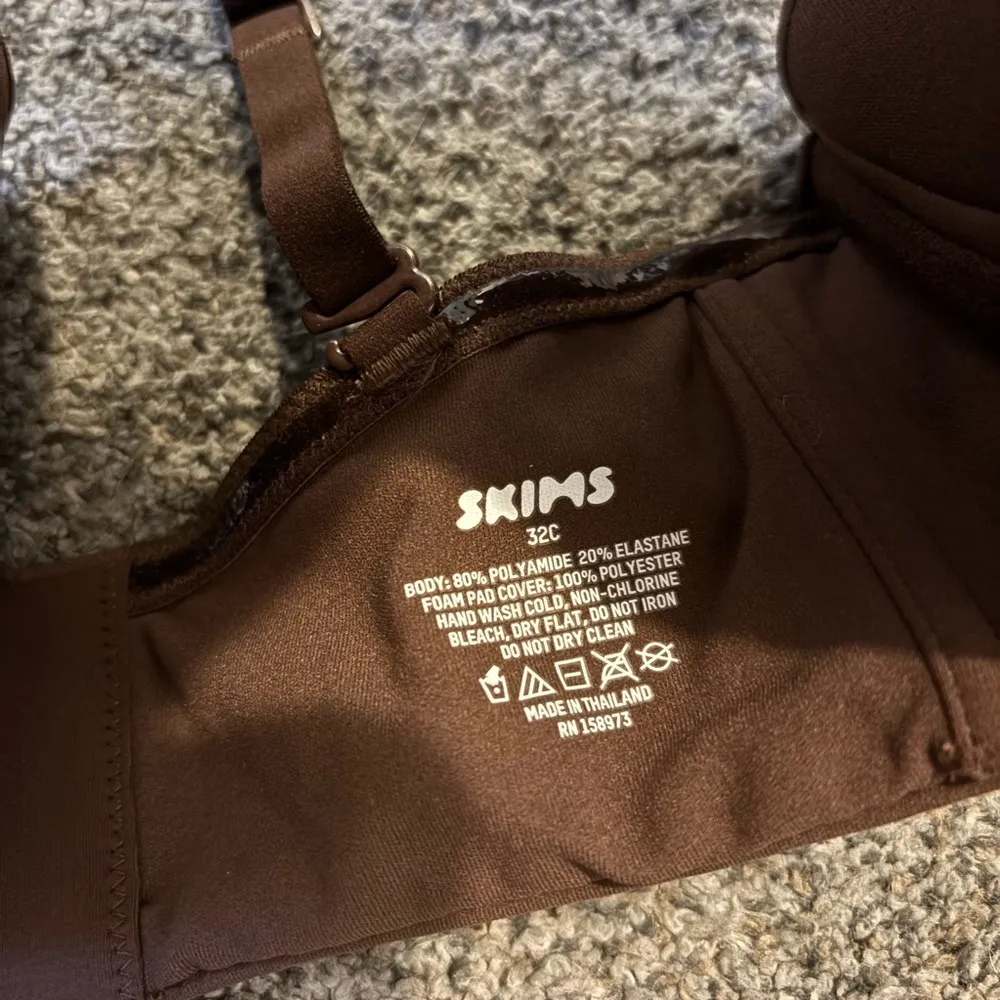 SKIMS
32C
BODY: 80% POLYAMIDE 20% ELASTANE
FOAM PAD COVER: 100% POLYESTER
HAND WASH COLD, NON-CHLORINE
BLEACH, DRY FLAT, DO NOT IRON
DO NOT DRY CLEAN
MADE IN THAILAND
RN 158973